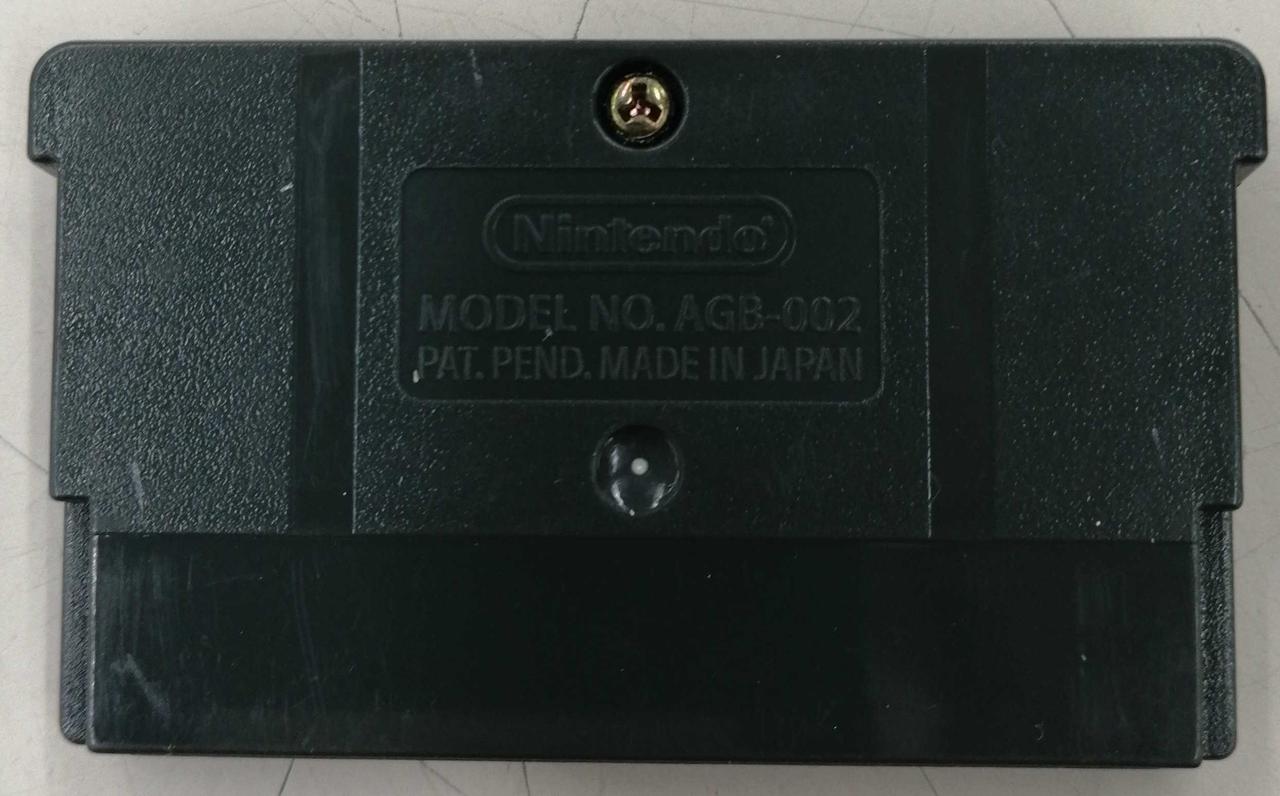 Nintendo®
MODEL NO. AGB-002
PAT. PEND. MADE IN JAPAN